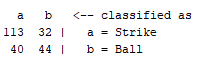 a b <-- classified as
113 32 | a = Strike
40 44 | b = Ball